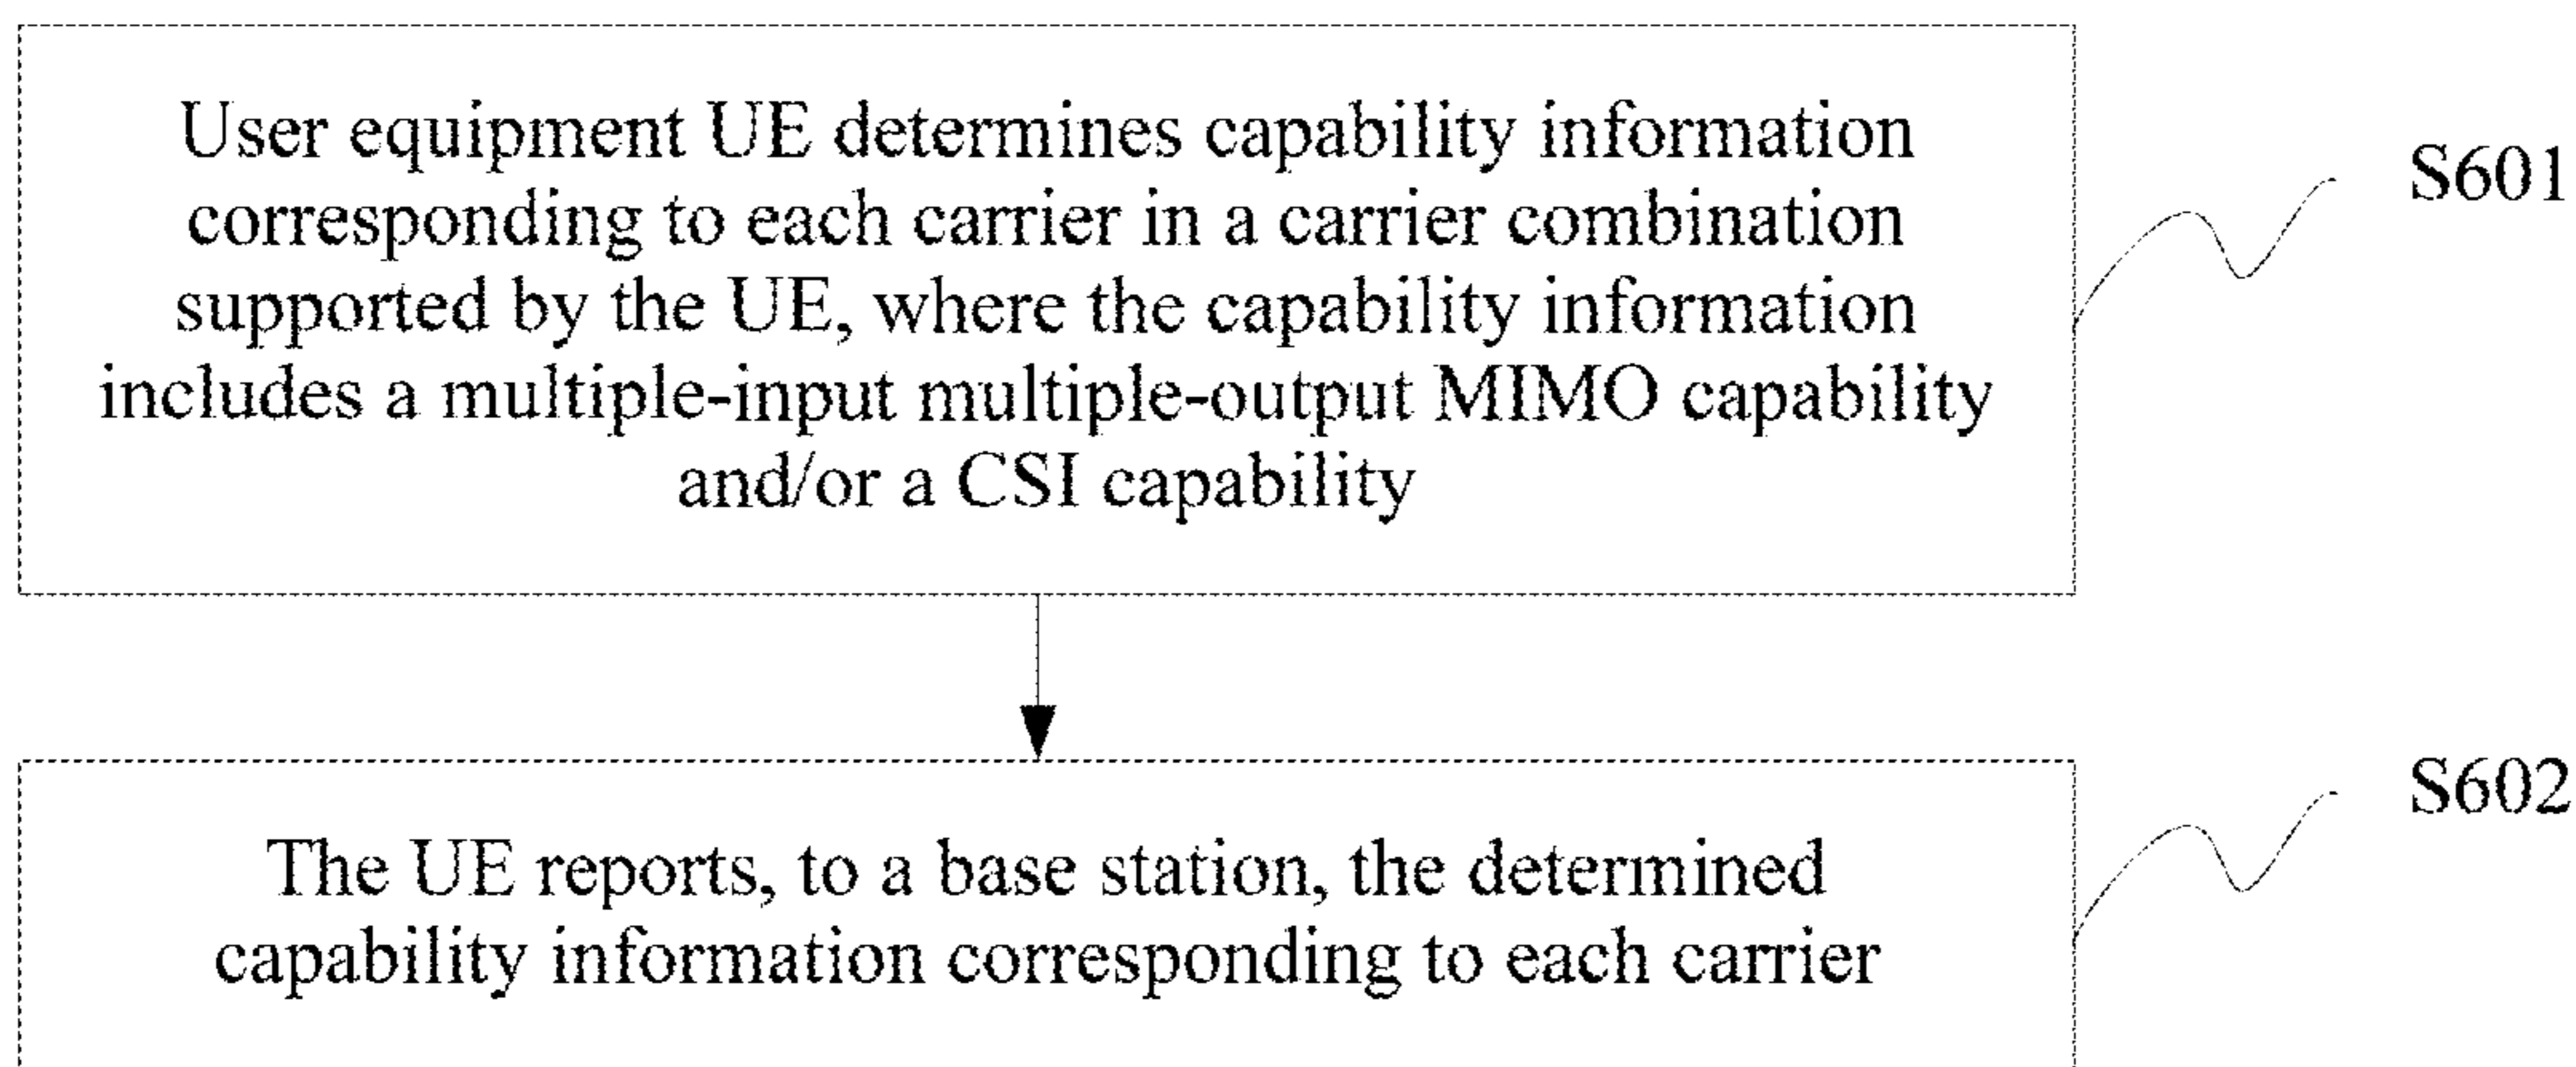 User equipment UE determines capability information
corresponding to each carrier in a carrier combination
supported by the UE, where the capability information
includes a multiple-input multiple-output MIMO capability
and/or a CSI capability
S601
The UE reports, to a base station, the determined
capability information corresponding to each carrier
S602